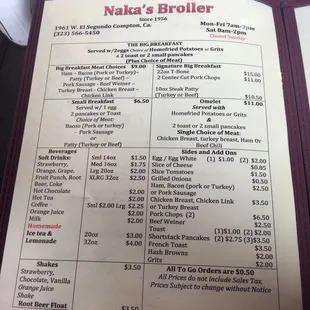 Naka's Broiler
Since 1956
1961 W. El Segundo Compton, Ca.
(323) 566-5450
Mon-Fri 7am-3pm
Sat 8am-2pm
Closed Sunday
THE BIG BREAKFAST
Served w/2eggs Choice of Homefried Potatoes or Grits
& 2 toast or 2 small pancakes
(Plus Choice of Meat)
Big Breakfast Meat Choices $9.00
Ham - Bacon (Pork or Turkey)-
Patty (Turkey or Beef) -
Pork Sausage - Beef Weiner -
Turkey Breast - Chicken Breast -
Chicken Link
Signature Big Breakfast
22oz T-Bone $15.00
2 Center Cut Pork Chops $11.00
10oz Steak Patty
(Turkey or Beef) $10.50
Small Breakfast $6.50
Served w/ 1 egg
2 pancakes or Toast
Choice of Meat:
Bacon (Pork or turkey)
- Pork Sausage
or
Patty (Turkey or Beef)
Omelet $11.00
Served with
Homefried Potatoes or Grits
&
2 toast or 2 small pancakes
Single Choice of Meat:
Chicken breast, turkey breast, Ham Or
Beef Chili
Beverages
Soft Drinks Sml 14oz $1.50
Strawberry, Med 16oz $1.75
Orange, Grape, Lrg 20oz $2.00
Fruit Punch, Root XLRG 32oz $2.50
Beer, Coke
Hot Chocolate $2.00
Hot Tea $2.00
Coffee Sml $2.00 Lrg $2.25
Orange Juice $2.00
Milk $2.00
Homemade
Ice tea & 20oz $3.00
Lemonade 32oz $4.00
Sides and Add Ons
Egg / Egg White (1) $1.00 (2) $2.00
Slice of Cheese $0.85
Slice Tomatoes $1.50
Grilled Onions $0.50
Ham, Bacon (pork or Turkey)
or Pork Sausage $2.50
Chicken Breast, Chicken Link $3.50
or Turkey Breast
Pork Chops (2) $6.50
Beef Weiner $2.50
Toast (1)$1.00 (2) $2.00
Shortstack Pancakes (2) $2.75 (3)$3.50
French Toast $3.50
Hash Browns $2.00
Grits $2.00
Shakes $3.50
Strawberry,
Chocolate, Vanilla
Orange Juice
Shake
Root Beer Float $3.50
All To Go Orders are $0.50
All Prices do not include Sales Tax.
Prices Subject to change without Notice